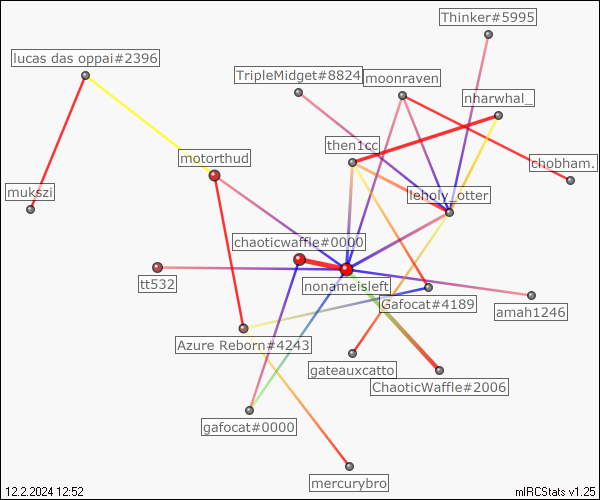 Thinker#5995
lucas das oppai#2396
TripleMidget#8824
moonraven
nharwhal_
then1cc
motorthud
chobham.
mukszi
leholy_otter
chaoticwaffle#0000
tt532
nonameisleft
Gafocat#4189
amah1246
Azure Reborn#4243
gateauxcatto
ChaoticWaffle#2006
gafocat#0000
mercurybro
12.2.2024 12:52
mIRCStats v1.25